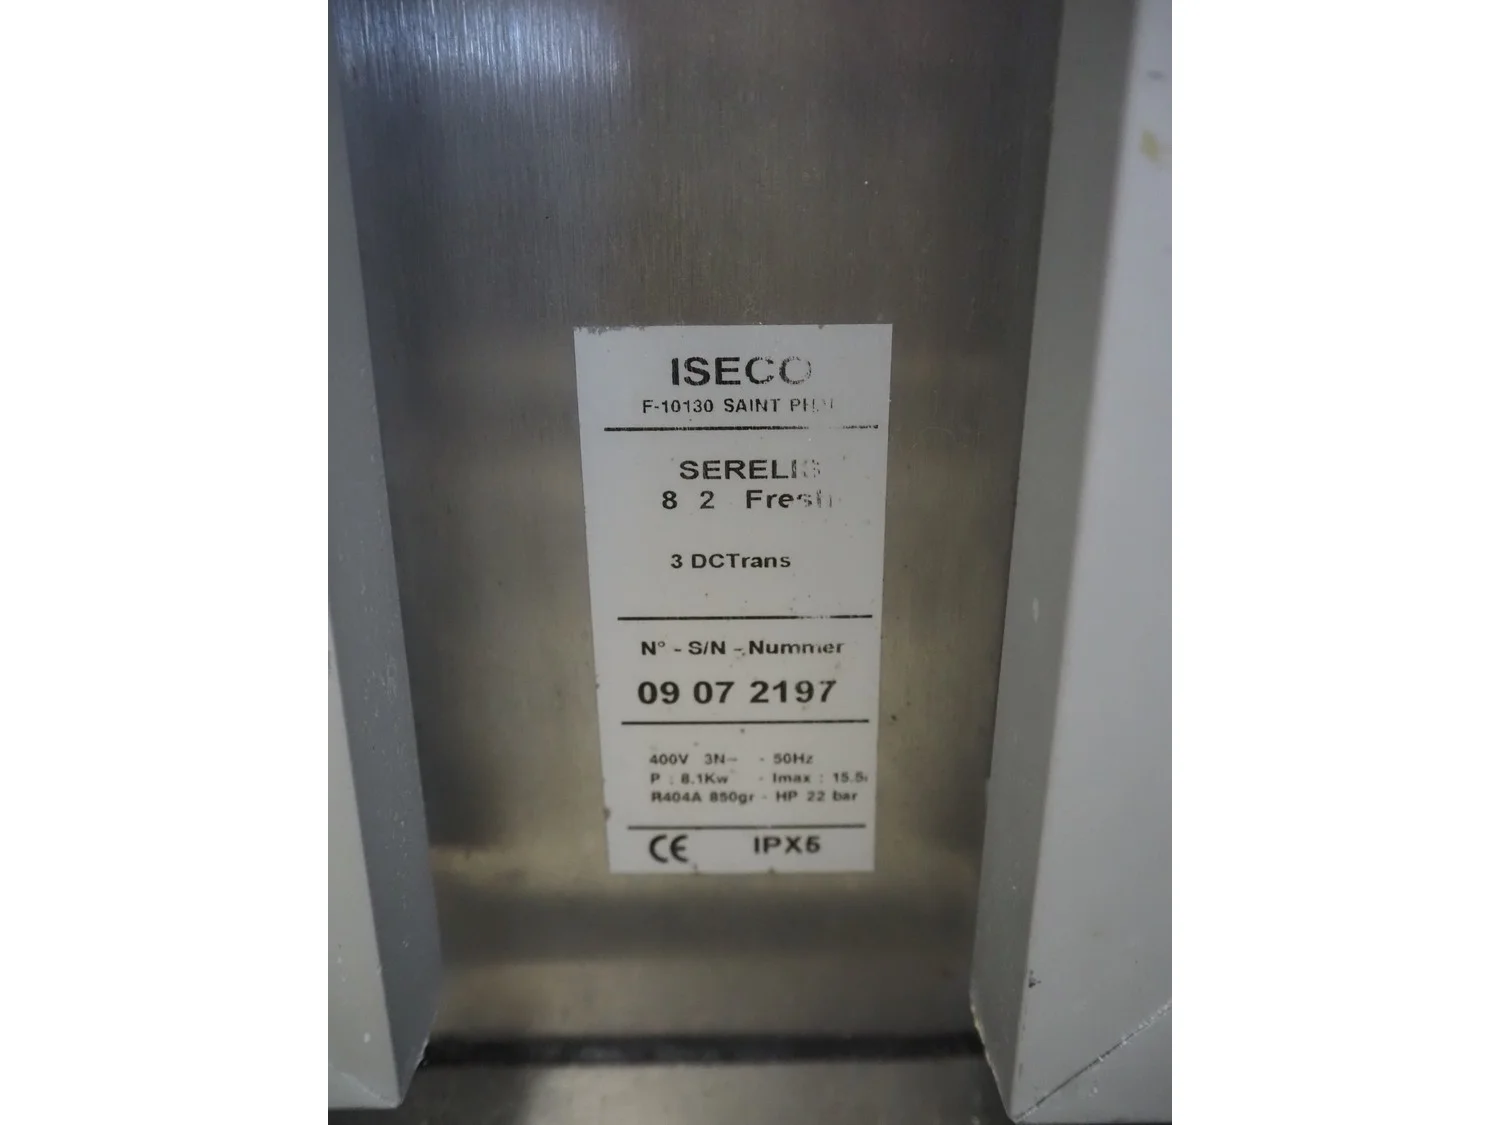 ISECO
F-10130 SAINT
SERELIS
8 2 Fresh
3 DCTrans
N° - S/N - Nummer
09 07 2197
400V 3N~ - 50Hz
P : 8.1Kw - Imax : 15.5
R404A 850gr - HP 22 bar
CE IPX5